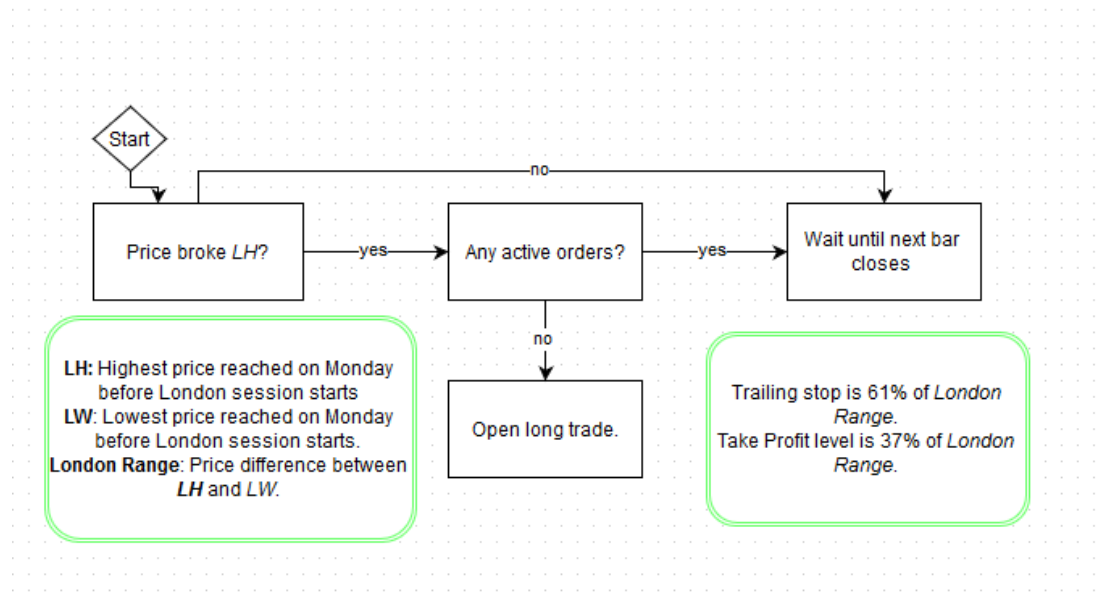 Start
no
Price broke LH?
yes
Any active orders?
yes
Wait until next bar
closes
no
Open long trade.
LH: Highest price reached on Monday
before London session starts
LW: Lowest price reached on Monday
before London session starts.
London Range: Price difference between
LH and LW.
Trailing stop is 61% of London
Range.
Take Profit level is 37% of London
Range.